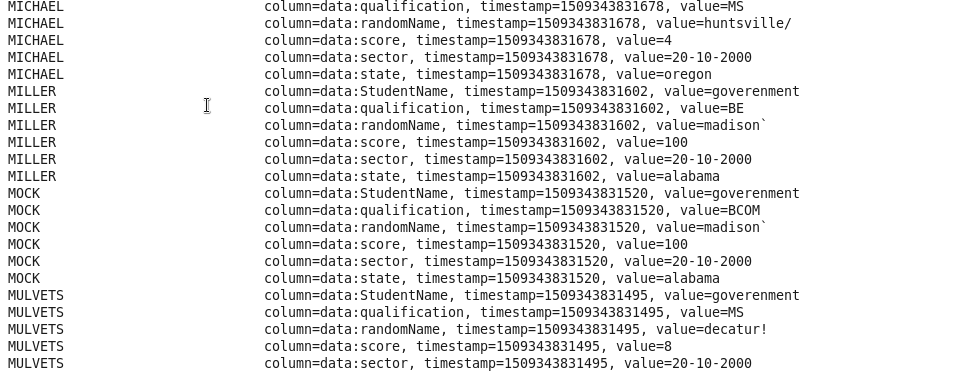 MICHAEL column=data:qualification, timestamp=1509343831678, value=MS
MICHAEL column=data:randomName, timestamp=1509343831678, value=huntsville/
MICHAEL column=data:score, timestamp=1509343831678, value=4
MICHAEL column=data:sector, timestamp=1509343831678, value=20-10-2000
MICHAEL column=data:state, timestamp=1509343831678, value=oregon
MILLER column=data:StudentName, timestamp=1509343831602, value=goverenment
MILLER column=data:qualification, timestamp=1509343831602, value=BE
MILLER column=data:randomName, timestamp=1509343831602, value=madison`
MILLER column=data:score, timestamp=1509343831602, value=100
MILLER column=data:sector, timestamp=1509343831602, value=20-10-2000
MILLER column=data:state, timestamp=1509343831602, value=alabama
MOCK column=data:StudentName, timestamp=1509343831520, value=goverenment
MOCK column=data:qualification, timestamp=1509343831520, value=BCOM
MOCK column=data:randomName, timestamp=1509343831520, value=madison`
MOCK column=data:score, timestamp=1509343831520, value=100
MOCK column=data:sector, timestamp=1509343831520, value=20-10-2000
MOCK column=data:state, timestamp=1509343831520, value=alabama
MULVETS column=data:StudentName, timestamp=1509343831495, value=goverenment
MULVETS column=data:qualification, timestamp=1509343831495, value=MS
MULVETS column=data:randomName, timestamp=1509343831495, value=decatur!
MULVETS column=data:score, timestamp=1509343831495, value=8
MULVETS column=data:sector, timestamp=1509343831495, value=20-10-2000